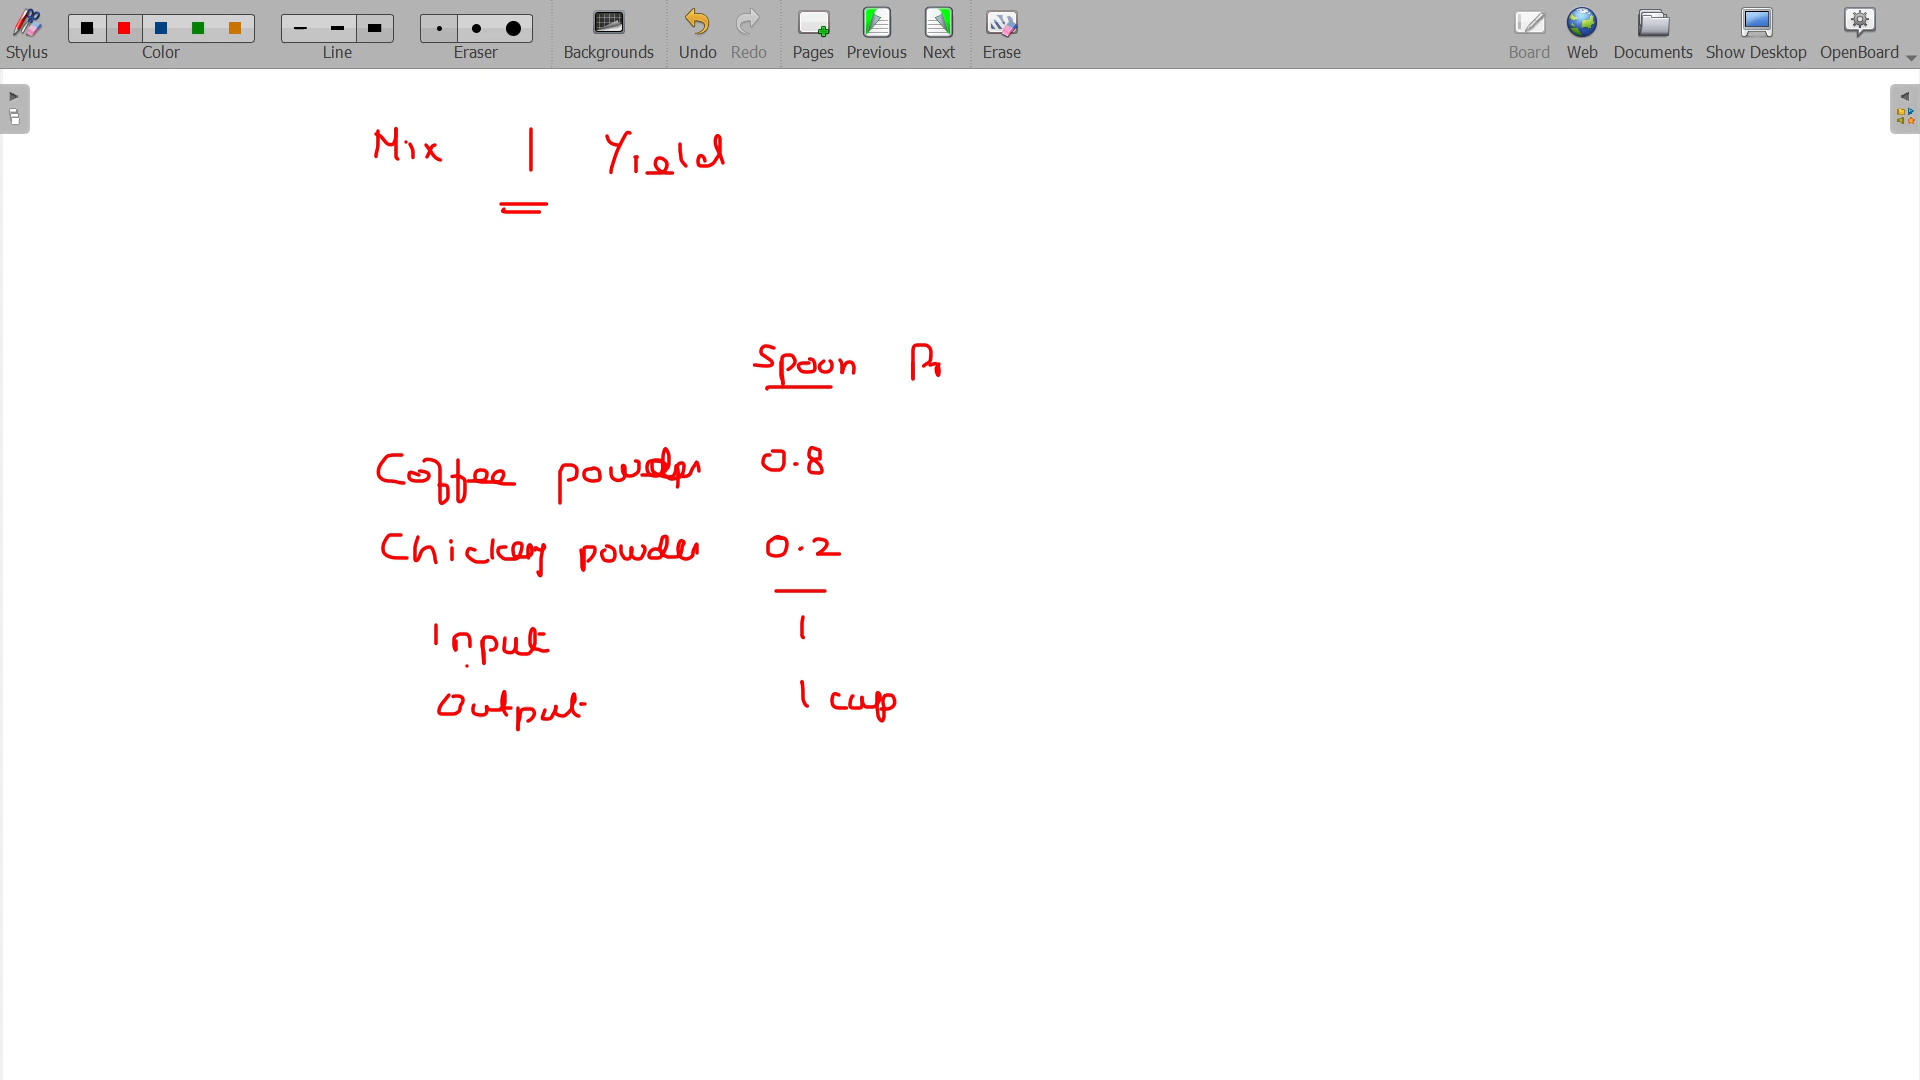 Stylus Color Line Eraser Backgrounds Undo Redo Pages Previous Next Erase Board Web Documents Show Desktop OpenBoard
Mix | Yield
Spoon
Coffee powder 0.8
Chickery powder 0.2
Input 1
Output 1 cup